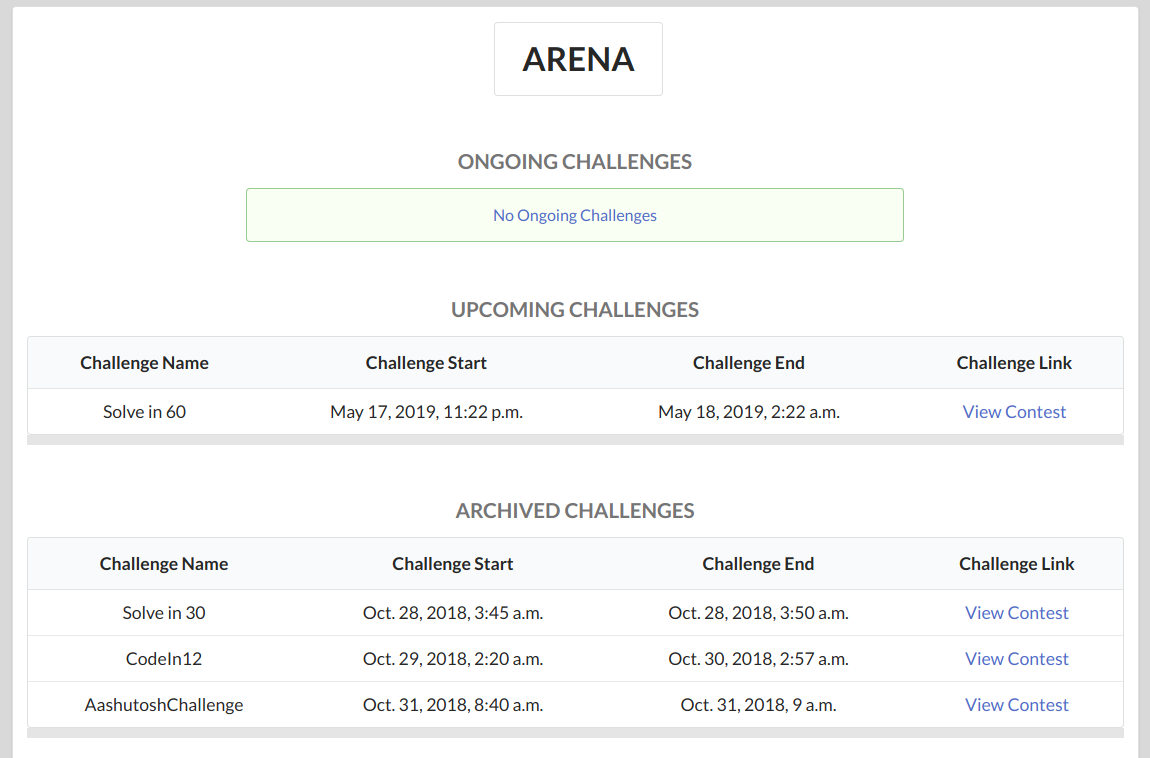 ARENA
ONGOING CHALLENGES
No Ongoing Challenges
UPCOMING CHALLENGES
Challenge Name Challenge Start Challenge End Challenge Link
Solve in 60 May 17, 2019, 11:22 p.m. May 18, 2019, 2:22 a.m. View Contest
ARCHIVED CHALLENGES
Challenge Name Challenge Start Challenge End Challenge Link
Solve in 30 Oct. 28, 2018, 3:45 a.m. Oct. 28, 2018, 3:50 a.m. View Contest
CodeIn12 Oct. 29, 2018, 2:20 a.m. Oct. 30, 2018, 2:57 a.m. View Contest
AashutoshChallenge Oct. 31, 2018, 8:40 a.m. Oct. 31, 2018, 9 a.m. View Contest